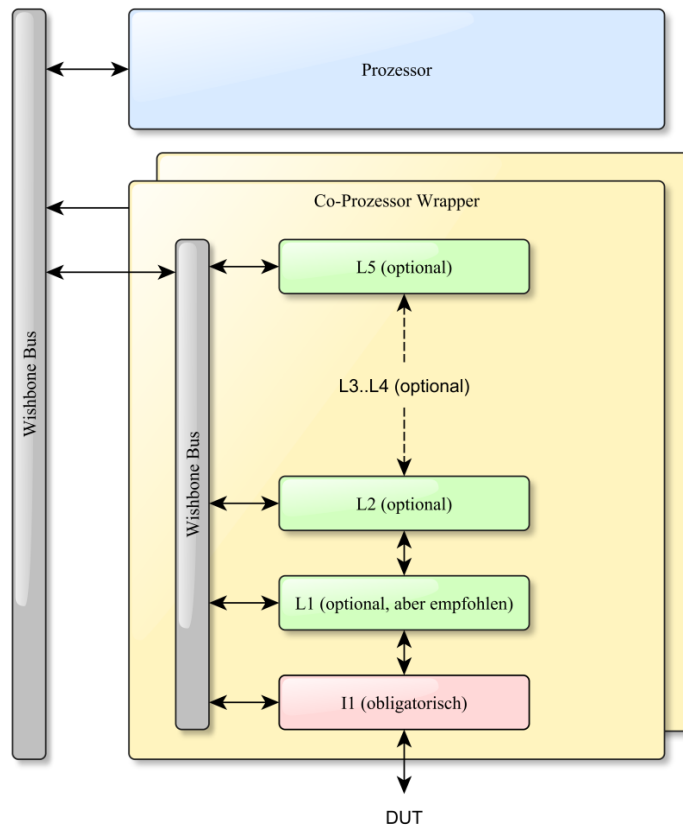 Prozessor
Co-Prozessor Wrapper
Wishbone Bus
Wishbone Bus
L5 (optional)
L3..L4 (optional)
L2 (optional)
L1 (optional, aber empfohlen)
I1 (obligatorisch)
DUT